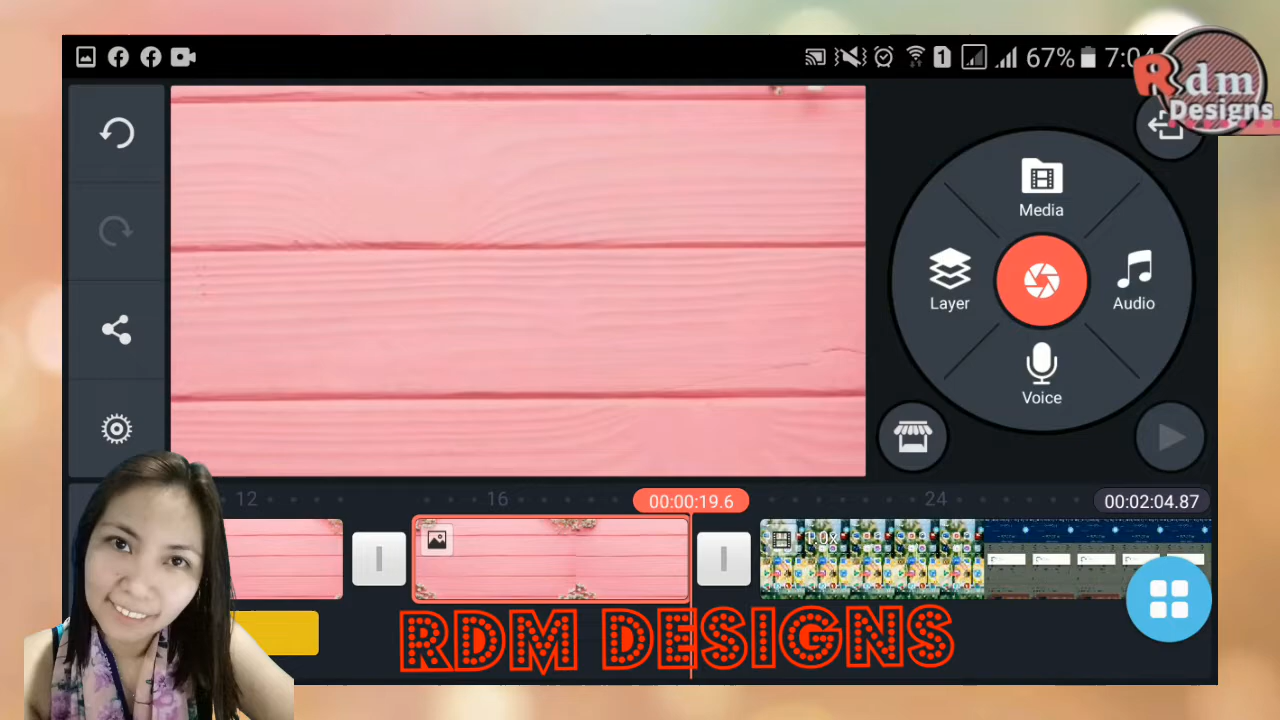 1 67% 7:04
Rdm
Designs
Media
Layer
Audio
Voice
12 16 00:00:19.6 24 00:02:04.87
1.0x
RDM DESIGNS